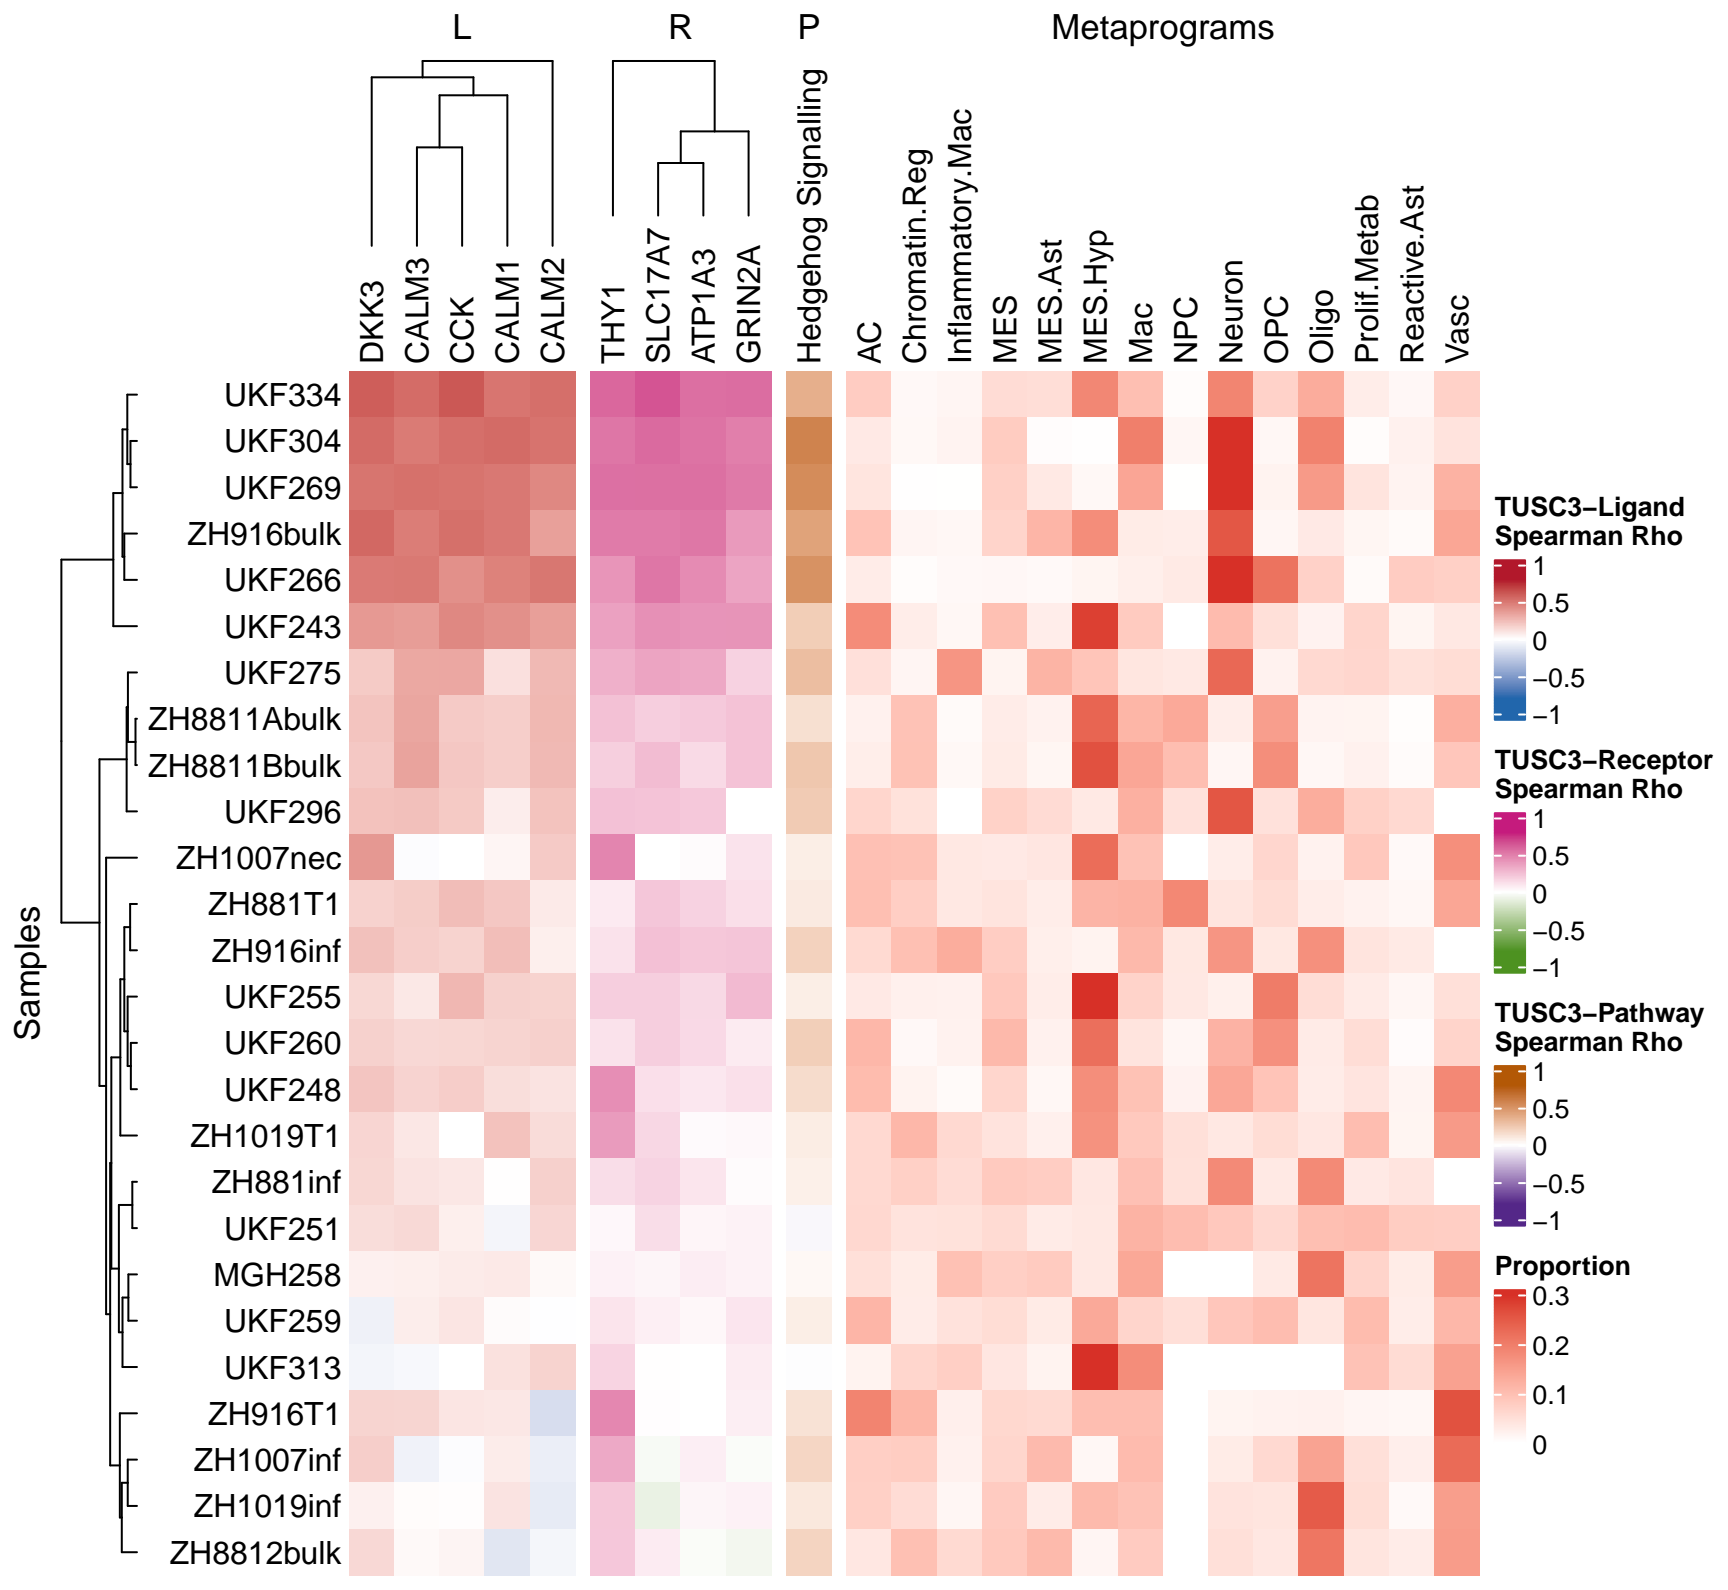 L R P Metaprograms
DKK3
CALM3
CCK
CALM1
CALM2
THY1
SLC17A7
ATP1A3
GRIN2A
Hedgehog Signalling
AC
Chromatin.Reg
Inflammatory.Mac
MES
MES.Ast
MES.Hyp
Mac
NPC
Neuron
OPC
Oligo
Prolif.Metab
Reactive.Ast
Vasc
Samples
UKF334
UKF304
UKF269
ZH916bulk
UKF266
UKF243
UKF275
ZH8811Abulk
ZH8811Bbulk
UKF296
ZH1007nec
ZH881T1
ZH916inf
UKF255
UKF260
UKF248
ZH1019T1
ZH881inf
UKF251
MGH258
UKF259
UKF313
ZH916T1
ZH1007inf
ZH1019inf
ZH8812bulk
TUSC3−Ligand
Spearman Rho
1
0.5
0
−0.5
−1
TUSC3−Receptor
Spearman Rho
1
0.5
0
−0.5
−1
TUSC3−Pathway
Spearman Rho
1
0.5
0
−0.5
−1
Proportion
0.3
0.2
0.1
0